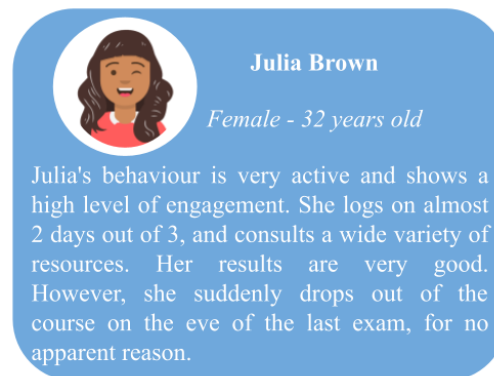 Julia Brown
Female - 32 years old
Julia's behaviour is very active and shows a
high level of engagement. She logs on almost
2 days out of 3, and consults a wide variety of
resources. Her results are very good.
However, she suddenly drops out of the
course on the eve of the last exam, for no
apparent reason.